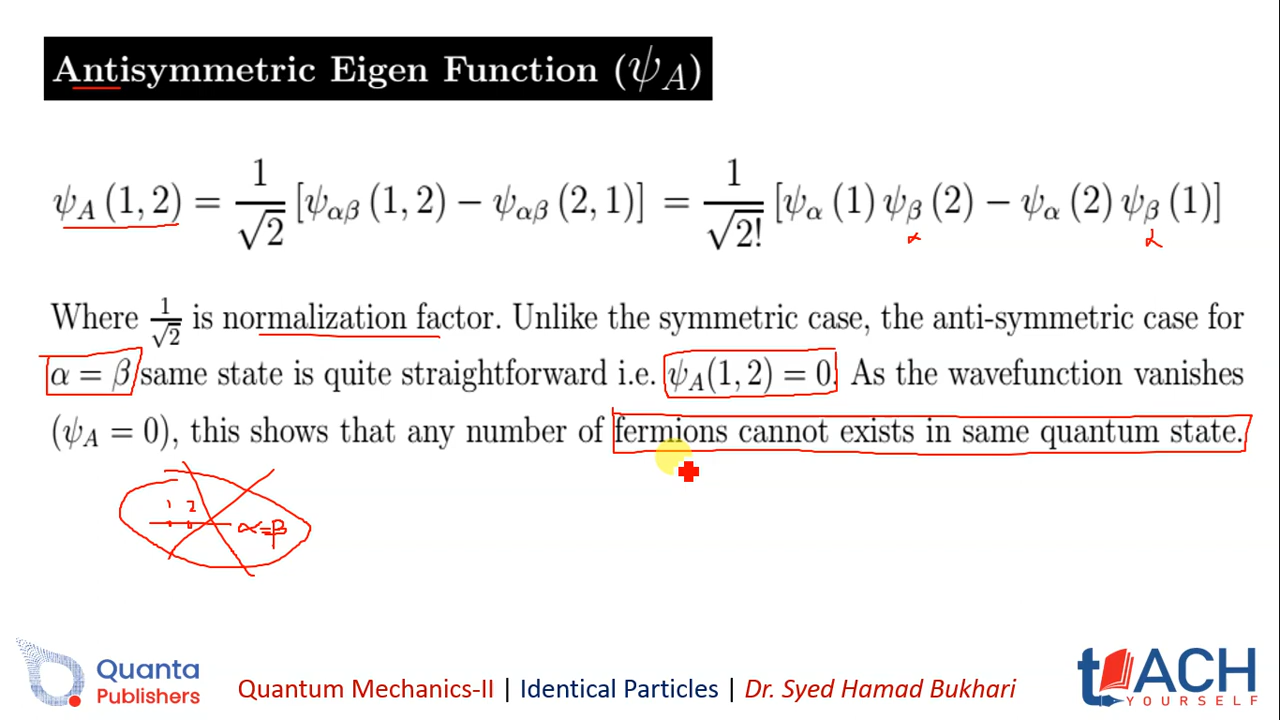 Antisymmetric Eigen Function (ψ_A)
ψ_A (1, 2) = 1/√2 [ψ_αβ (1, 2) − ψ_αβ (2, 1)] = 1/√2! [ψ_α (1) ψ_β (2) − ψ_α (2) ψ_β (1)]
α α
Where 1/√2 is normalization factor. Unlike the symmetric case, the anti-symmetric case for
α = β same state is quite straightforward i.e. ψ_A(1, 2) = 0. As the wavefunction vanishes
(ψ_A = 0), this shows that any number of fermions cannot exists in same quantum state.
1 2
α=β
Quanta
Publishers
Quantum Mechanics-II | Identical Particles | Dr. Syed Hamad Bukhari
tEACH
YOURSELF